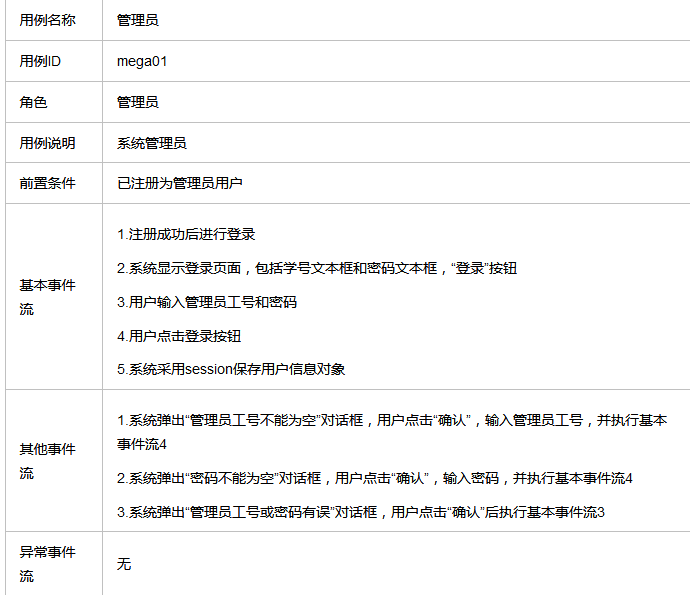 用例名称 管理员
用例ID mega01
角色 管理员
用例说明 系统管理员
前置条件 已注册为管理员用户
基本事件
流
1.注册成功后进行登录
2.系统显示登录页面，包括学号文本框和密码文本框，“登录”按钮
3.用户输入管理员工号和密码
4.用户点击登录按钮
5.系统采用session保存用户信息对象
其他事件
流
1.系统弹出“管理员工号不能为空”对话框，用户点击“确认”，输入管理员工号，并执行基本
事件流4
2.系统弹出“密码不能为空”对话框，用户点击“确认”，输入密码，并执行基本事件流4
3.系统弹出“管理员工号或密码有误”对话框，用户点击“确认”后执行基本事件流3
异常事件
流
无